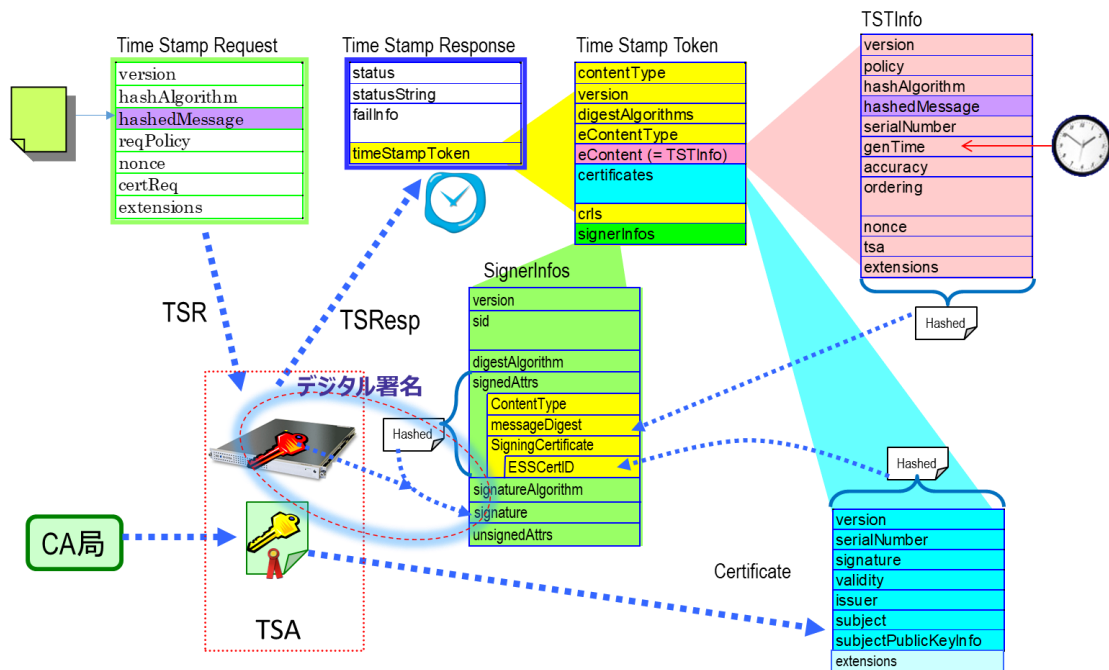 Time Stamp Request
version
hashAlgorithm
hashedMessage
reqPolicy
nonce
certReq
extensions
Time Stamp Response
status
statusString
failInfo
timeStampToken
Time Stamp Token
contentType
version
digestAlgorithms
eContentType
eContent (= TSTInfo)
certificates
crls
signerInfos
TSTInfo
version
policy
hashAlgorithm
hashedMessage
serialNumber
genTime
accuracy
ordering
nonce
tsa
extensions
Hashed
TSR
TSResp
SignerInfos
version
sid
digestAlgorithm
signedAttrs
ContentType
messageDigest
SigningCertificate
ESSCertID
signatureAlgorithm
signature
unsignedAttrs
デジタル署名
Hashed
CA局
TSA
Hashed
Certificate
version
serialNumber
signature
validity
issuer
subject
subjectPublicKeyInfo
extensions